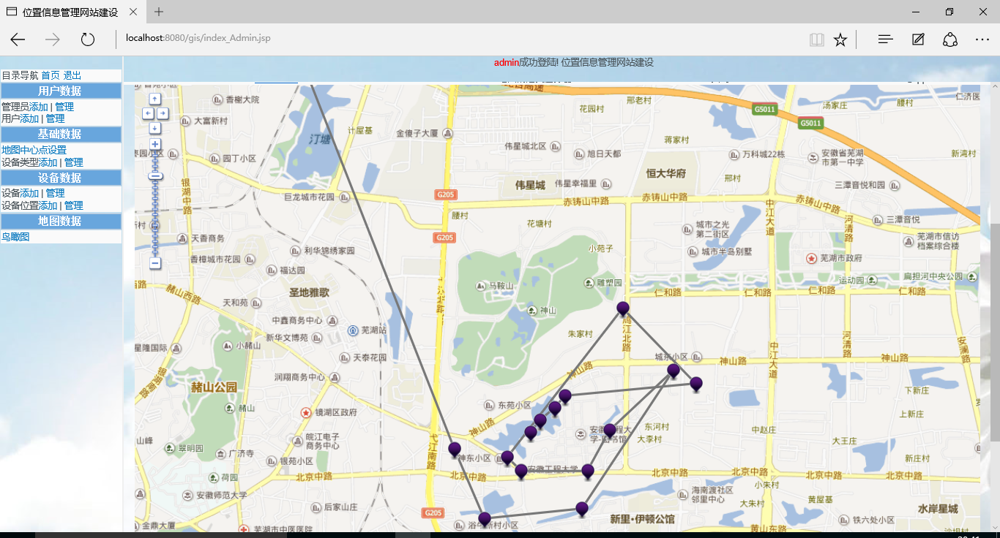 位置信息管理网站建设
localhost:8080/gis/index_Admin.jsp
admin成功登陆! 位置信息管理网站建设
目录导航 首页 退出
用户数据
管理员添加 | 管理
用户添加 | 管理
基础数据
地图中心点设置
设备类型添加 | 管理
设备数据
设备添加 | 管理
设备位置添加 | 管理
地图数据
鸟瞰图
香榭大院
大富新村
计屋基
汀塘
金傻子大厦
园丁小区
银湖中路
巨龙城市花园
天香商务
香樟城市花园
利华锦绣家园
福达园
圣地雅歌
天和苑
赭山西路
中鑫商务中心
新华文博苑
芜湖站
小赭山
天泰花园
润翔商务中心
赭山公园
赭山
镜湖区政府
皖江电子
商务中心
翠明园
广济寺
银苑小区
荷园
北京中路
安徽师范大学
后家山庄
金鼎大厦
芜湖市中医医院
银湖南路
G205
G205
G205
弋江南路
花园村
邢老村
蒋家村
伟星城北区
旭日天都
伟星城
伟星幸福里
恒大华府
赤铸山中路
赤铸山中路
赤铸山中路
腰村
花塘村
小苑子
马鞍山
雕塑园
神山
朱家村
神山路
神山路
神山路
神山路
东苑小区
神东小区
安徽工程大学
北京中路
北京中路
北京中路
北京中路
北京中路
东河村
大李村
新里·伊顿公馆
海南渡社区
邻里中心
G5011
G5011
汤家庄
腰村
仁济医
万科城22栋
安徽省芜湖
市第一中学
新湾村
邢村
三潭音悦和园
三潭音悦
中江大道
中江大道
河清路
河清路
城市之光
第二街区
城市半岛别墅
芜湖市政府
芜湖市信访
档案综合楼
运动园
扁担河中央公园
仁和路
仁和路
仁和路
仁和路
鸠江北路
城东小区
安澜路
下新庄
上新庄
中赵庄
大王庄
新庄村
小朱村
大朱村
黄屋基
铁六处小区
水岸星城
黄山东路